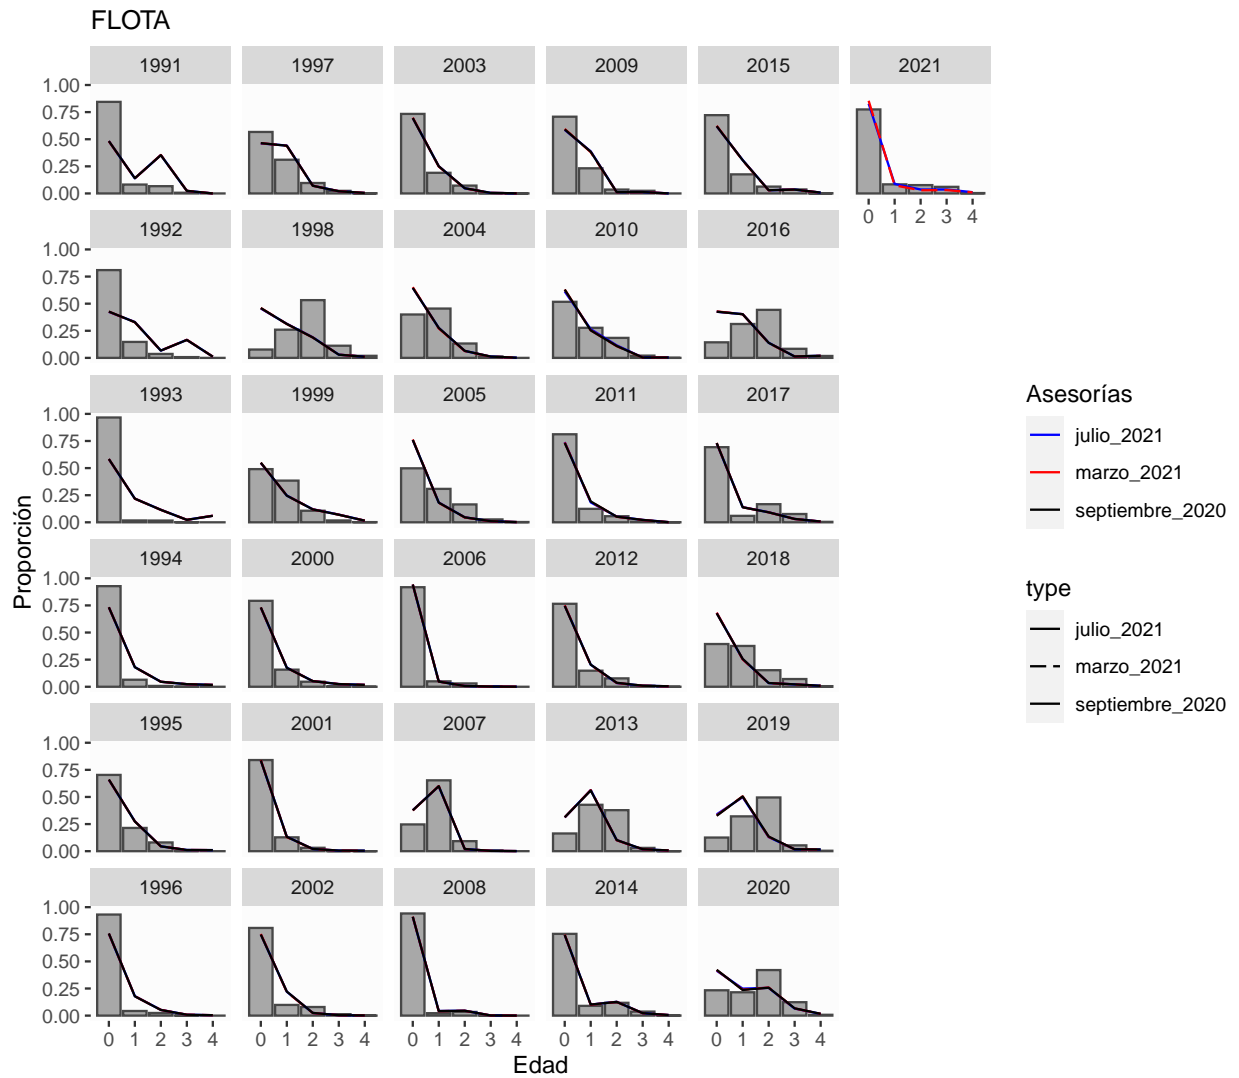 FLOTA
1991 1997 2003 2009 2015 2021
1.00
0.75
0.50
0.25
0.00
0 1 2 3 4
1992 1998 2004 2010 2016
1.00
0.75
0.50
0.25
0.00
1993 1999 2005 2011 2017
1.00
0.75
0.50
0.25
0.00
1994 2000 2006 2012 2018
1.00
0.75
0.50
0.25
0.00
1995 2001 2007 2013 2019
1.00
0.75
0.50
0.25
0.00
1996 2002 2008 2014 2020
1.00
0.75
0.50
0.25
0.00
0 1 2 3 4 0 1 2 3 4 0 1 2 3 4 0 1 2 3 4 0 1 2 3 4
Edad
Proporción
Asesorías
julio_2021
marzo_2021
septiembre_2020
type
julio_2021
marzo_2021
septiembre_2020